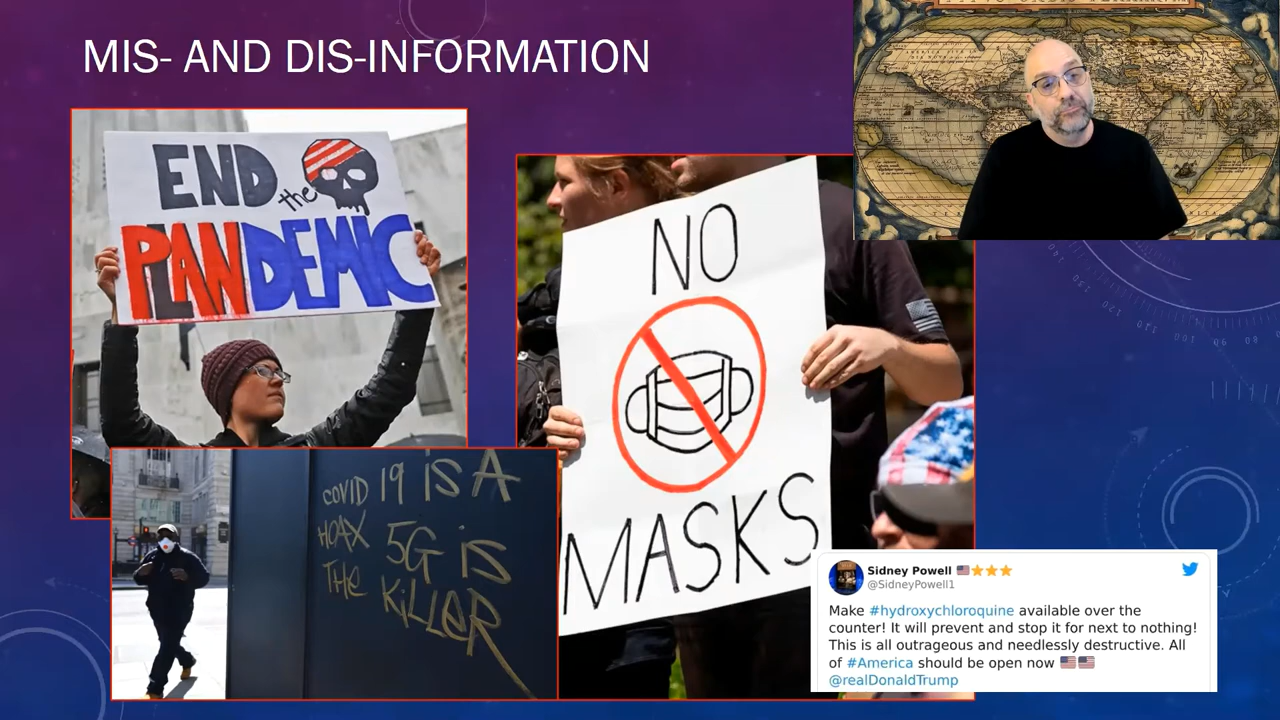 MIS- AND DIS-INFORMATION
END
the
PLANDEMIC
NO
MASKS
COVID 19 is A
HOAX 5G is
THE KiLLER
Sidney Powell 🇺🇸⭐⭐⭐
@SidneyPowell1
Make #hydroxychloroquine available over the
counter! It will prevent and stop it for next to nothing!
This is all outrageous and needlessly destructive. All
of #America should be open now 🇺🇸🇺🇸
@realDonaldTrump